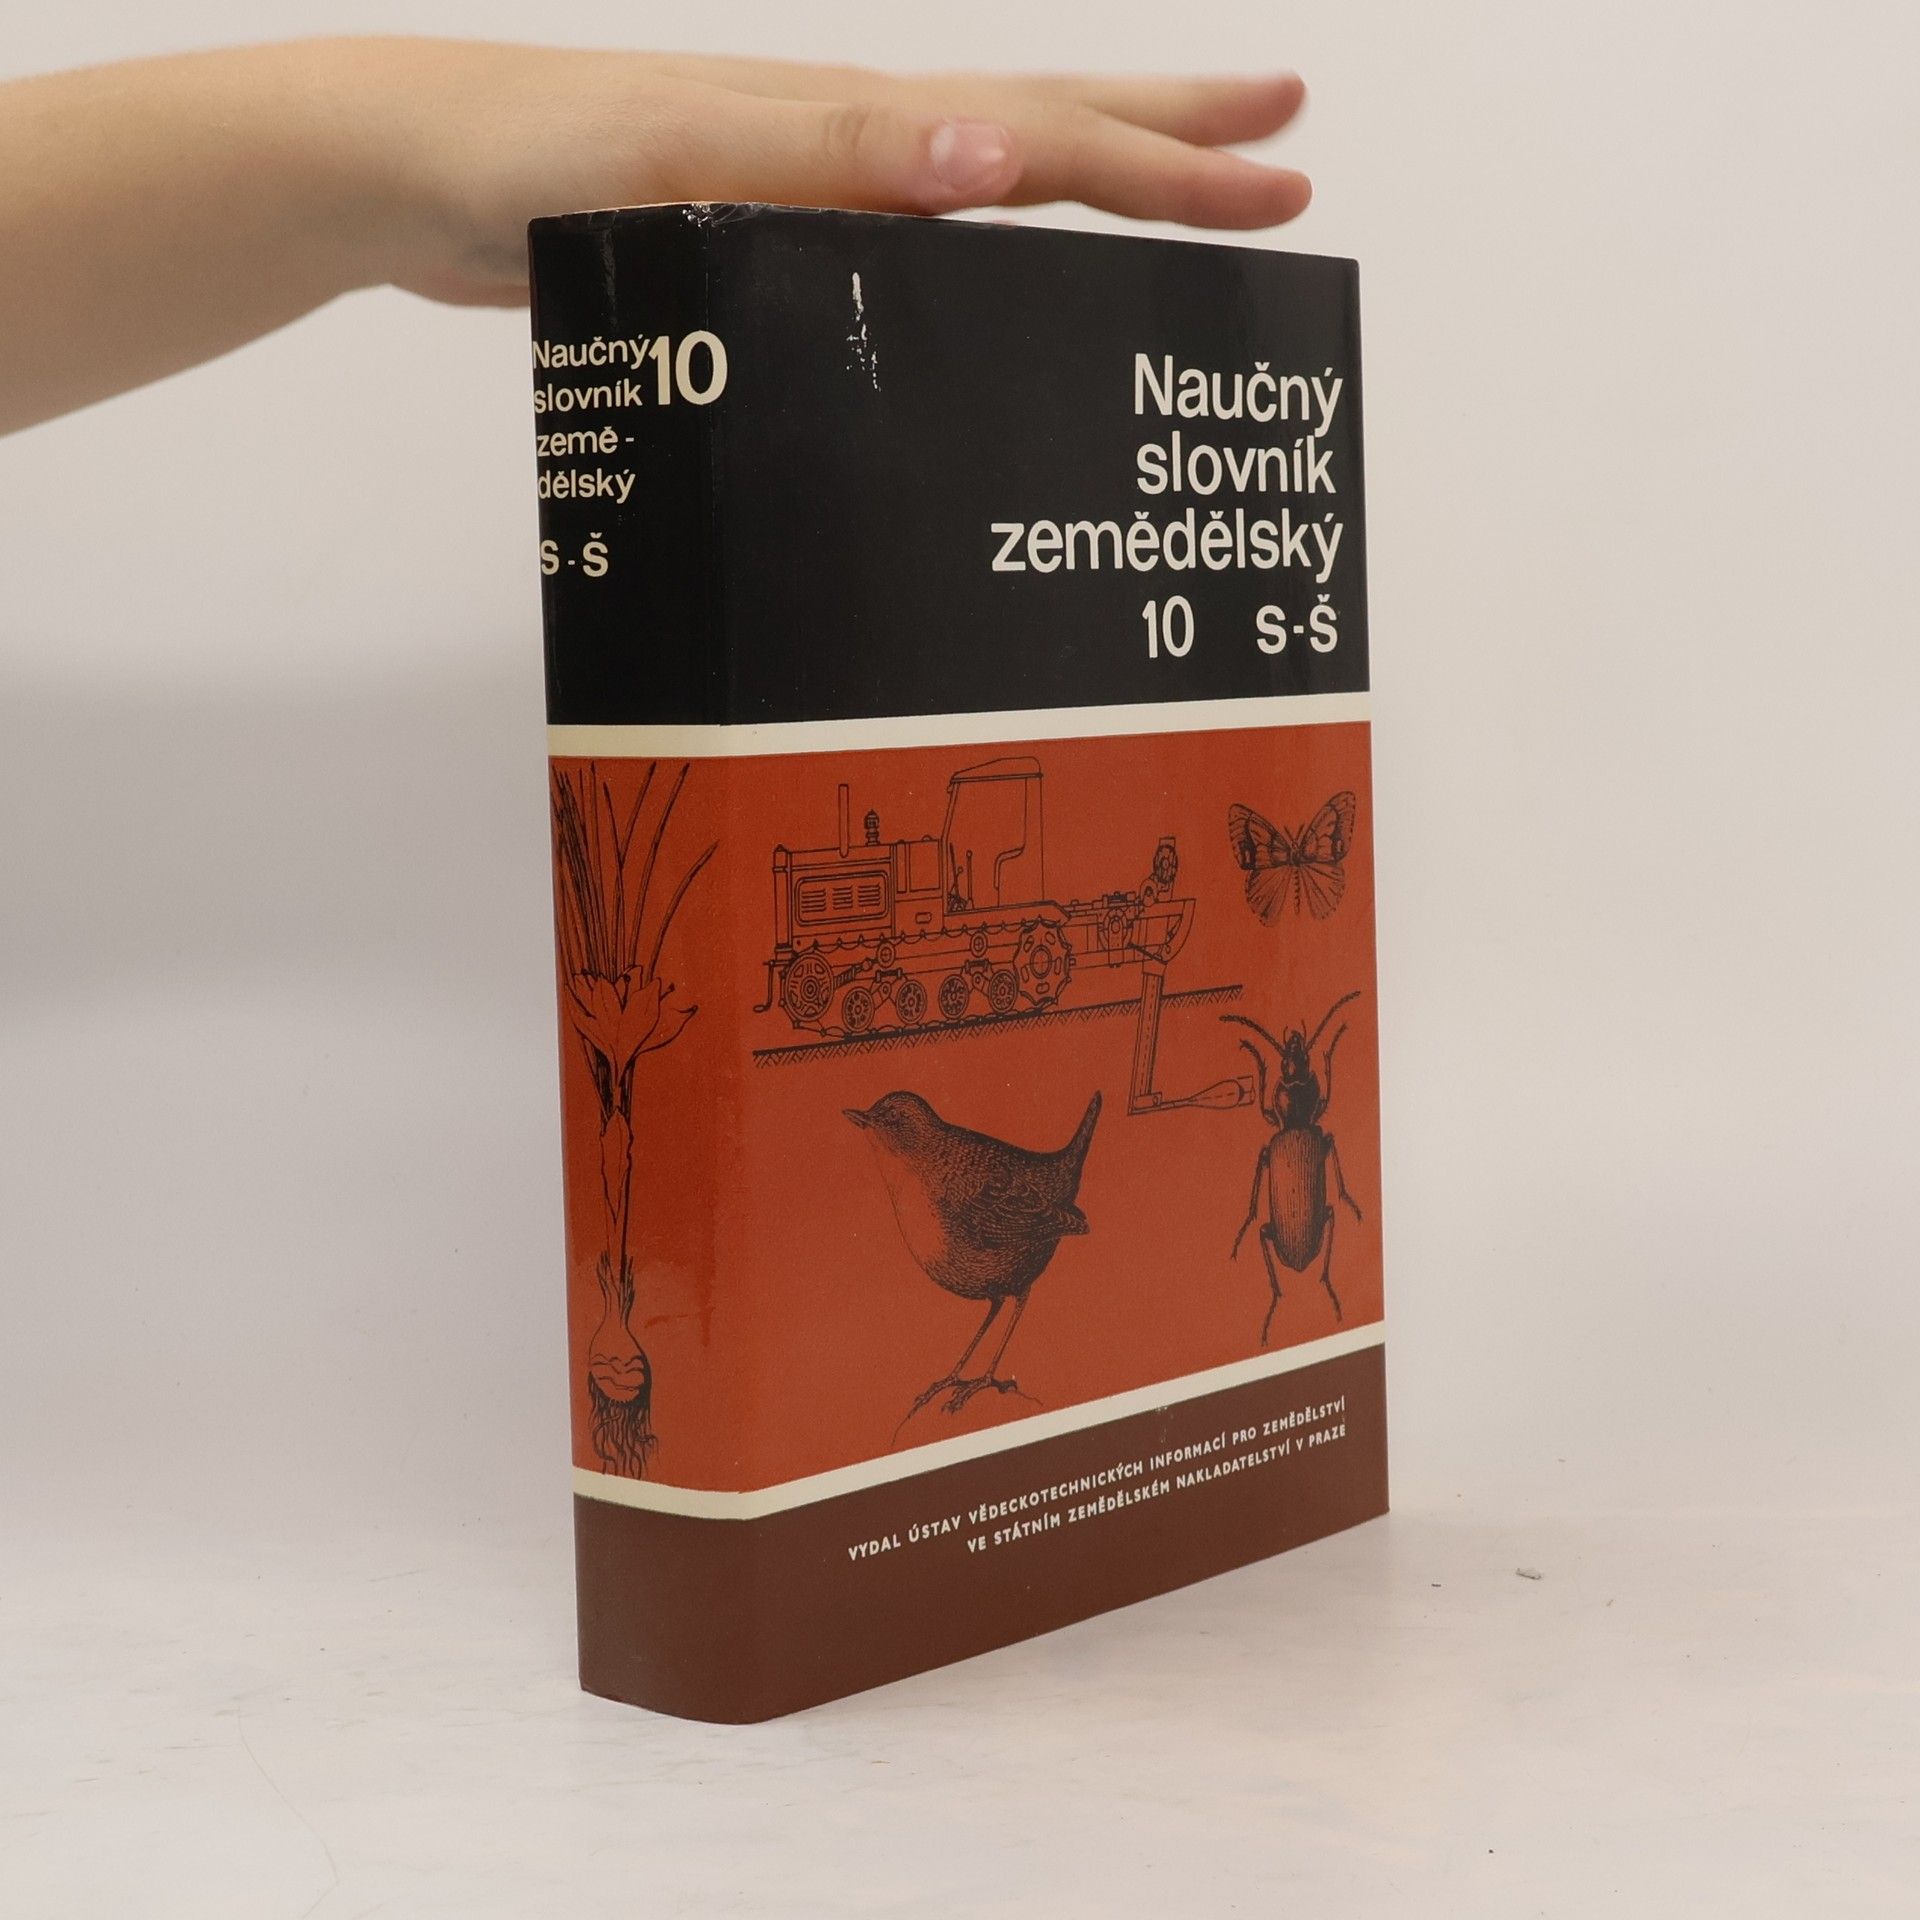 Naučný
slovník
země-
dělský
10
S-Š
Naučný
slovník
zemědělský
10 S-Š
VYDAL ÚSTAV VĚDECKOTECHNICKÝCH INFORMACÍ PRO ZEMĚDĚLSTVÍ
VE STÁTNÍM ZEMĚDĚLSKÉM NAKLADATELSTVÍ V PRAZE